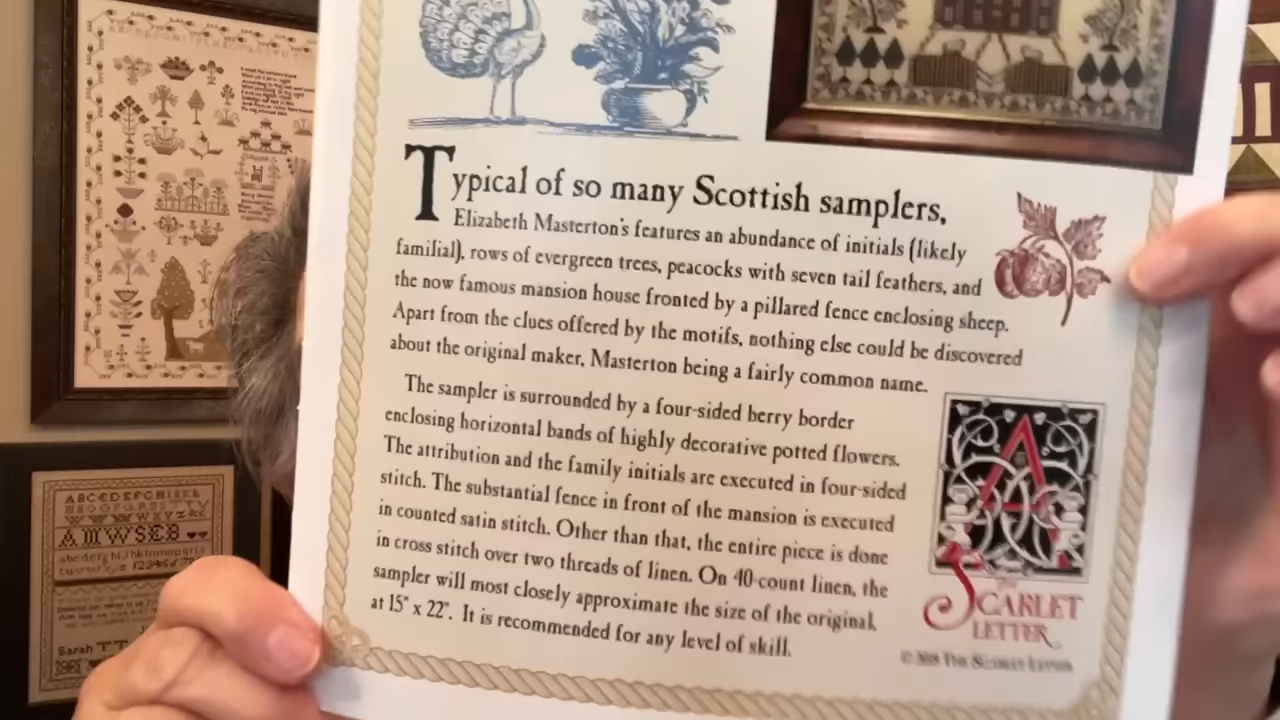 Typical of so many Scottish samplers,
Elizabeth Masterton's features an abundance of initials (likely
familial), rows of evergreen trees, peacocks with seven tail feathers, and
the now famous mansion house fronted by a pillared fence enclosing sheep.
Apart from the clues offered by the motifs, nothing else could be discovered
about the original maker, Masterton being a fairly common name.
The sampler is surrounded by a four-sided berry border
enclosing horizontal bands of highly decorative potted flowers.
The attribution and the family initials are executed in four-sided
stitch. The substantial fence in front of the mansion is executed
in counted satin stitch. Other than that, the entire piece is done
in cross stitch over two threads of linen. On 40-count linen, the
sampler will most closely approximate the size of the original,
at 15" x 22". It is recommended for any level of skill.
A
THE
SCARLET
LETTER
© THE SCARLET LETTER
AMWSEB
Sarah